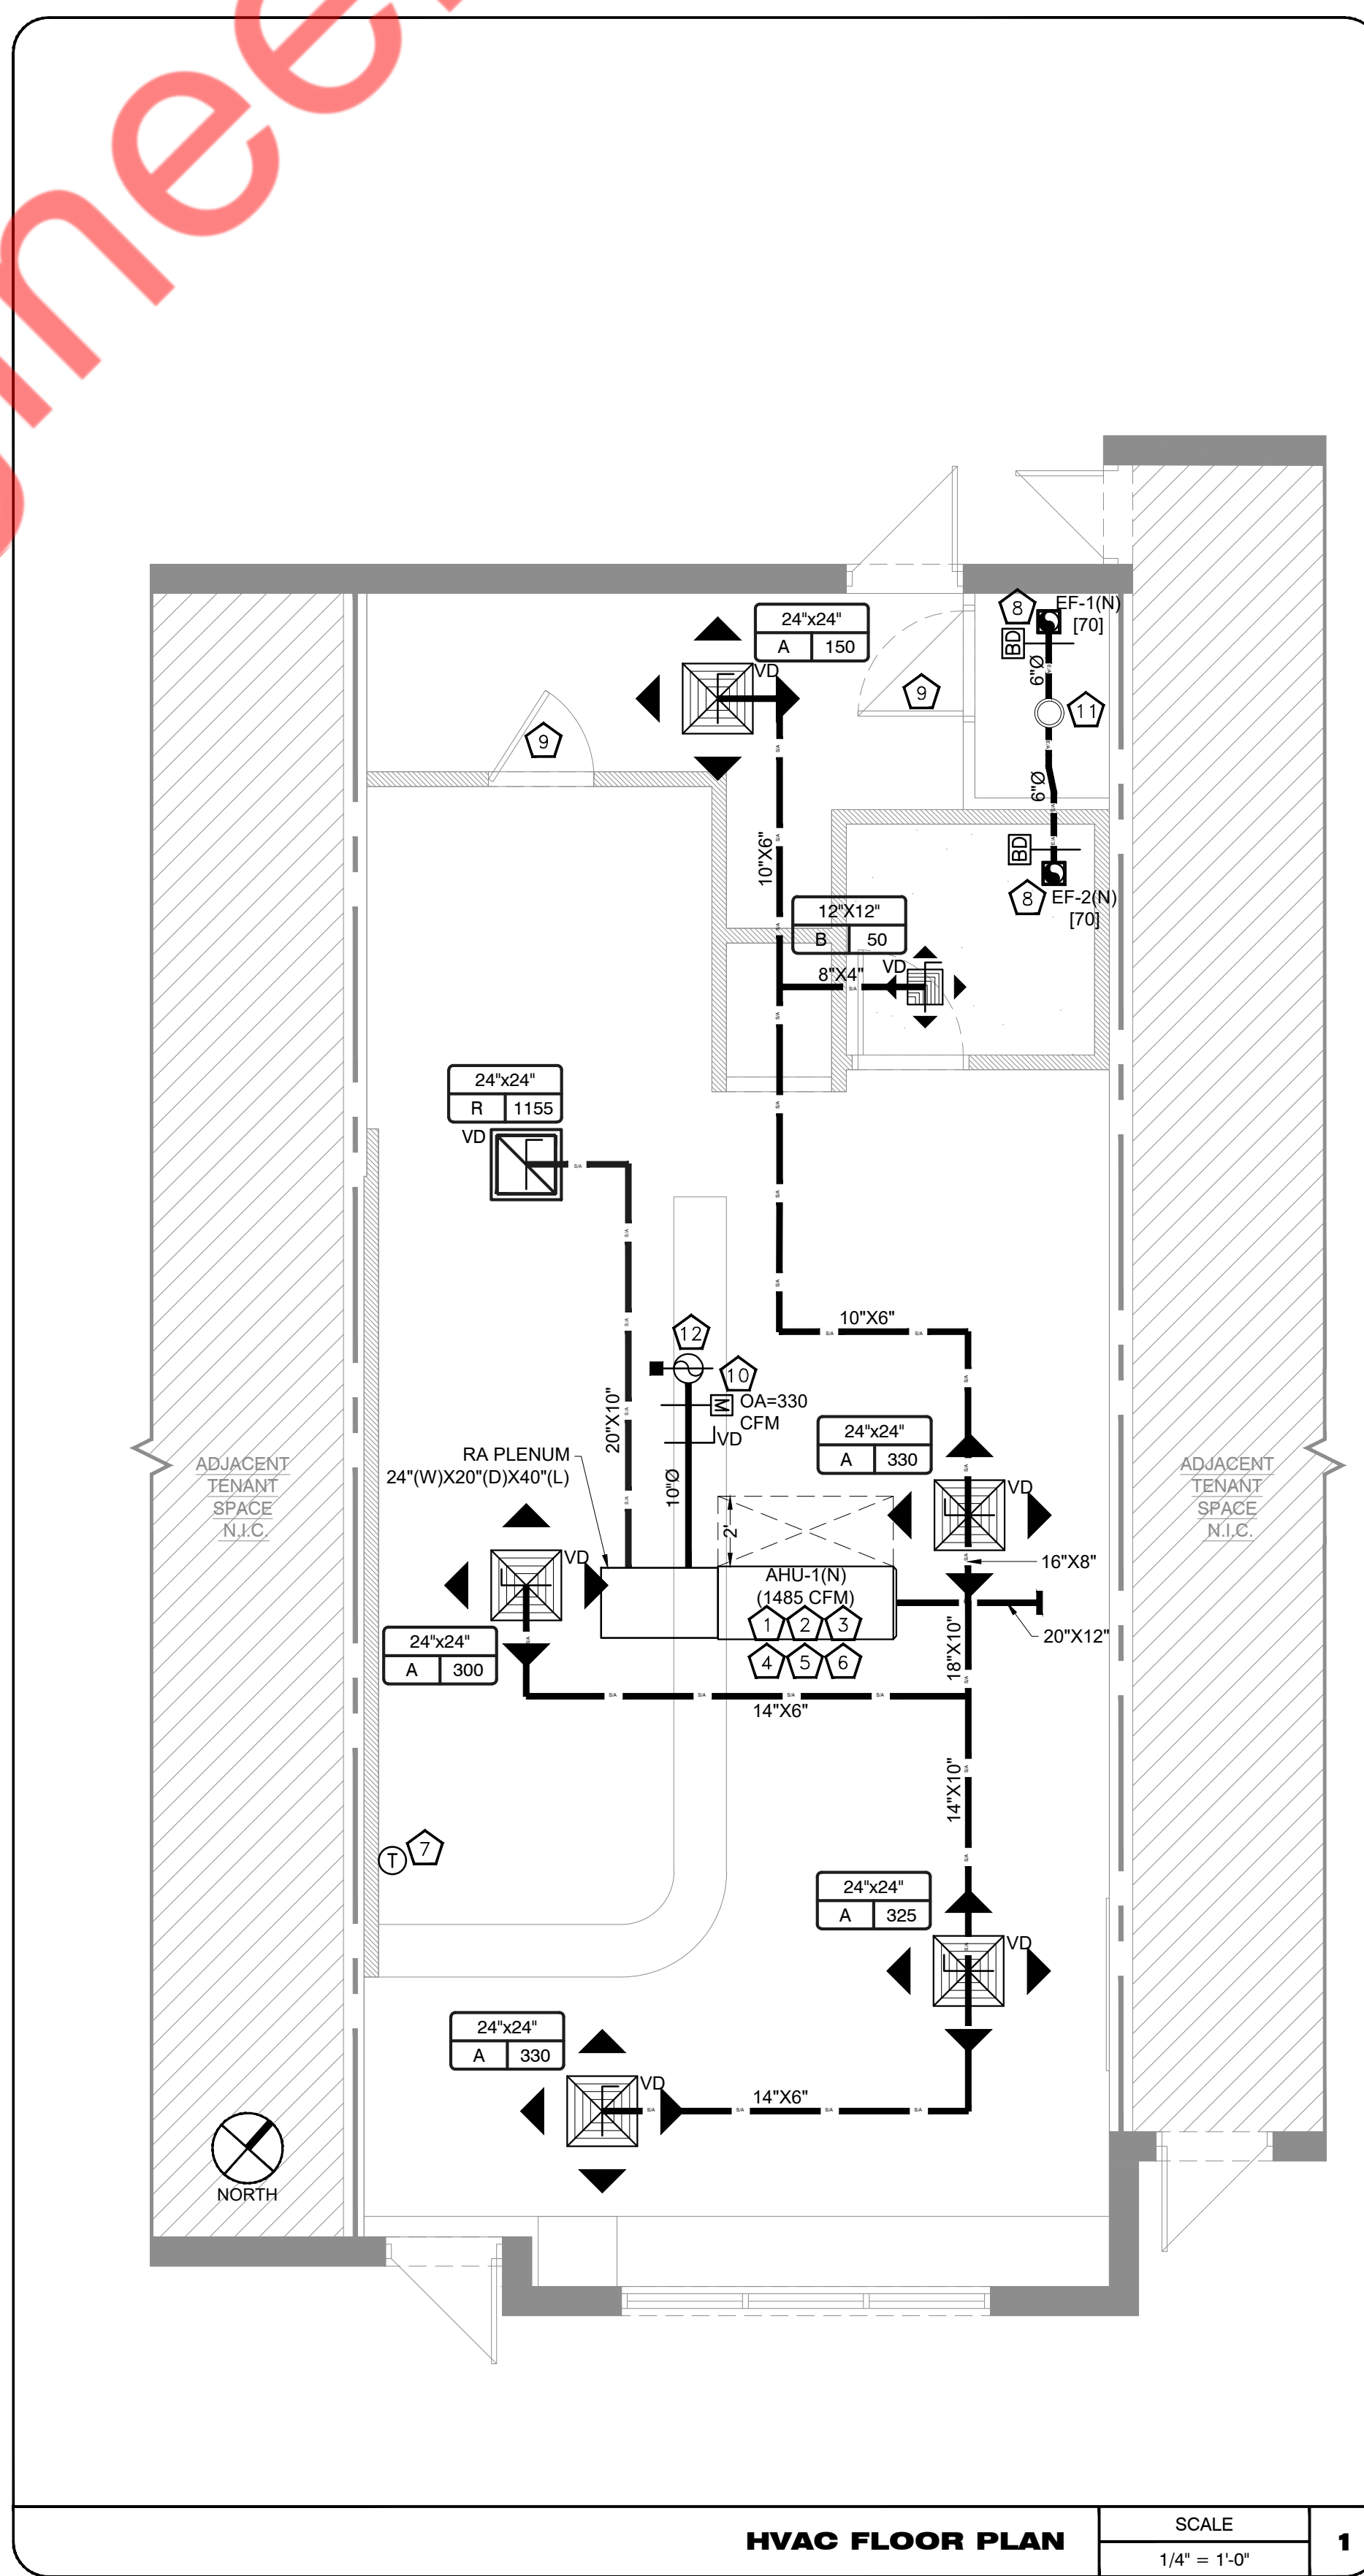 mee
24"x24"
A 150
VD
8
EF-1(N)
[70]
BD
6"Ø
11
9
9
6"Ø
10"X6"
BD
8
EF-2(N)
[70]
12"X12"
B 50
8"X4"
VD
24"x24"
R 1155
VD
10"X6"
12
10
M
OA=330
CFM
VD
20"X10"
10"Ø
RA PLENUM
24"(W)X20"(D)X40"(L)
24"x24"
A 330
VD
ADJACENT
TENANT
SPACE
N.I.C.
ADJACENT
TENANT
SPACE
N.I.C.
2'
16"X8"
VD
AHU-1(N)
(1485 CFM)
1 2 3
4 5 6
20"X12"
18"X10"
24"x24"
A 300
14"X6"
14"X10"
T
7
24"x24"
A 325
VD
24"x24"
A 330
VD
14"X6"
S/A
NORTH
HVAC FLOOR PLAN
SCALE
1/4" = 1'-0"
1